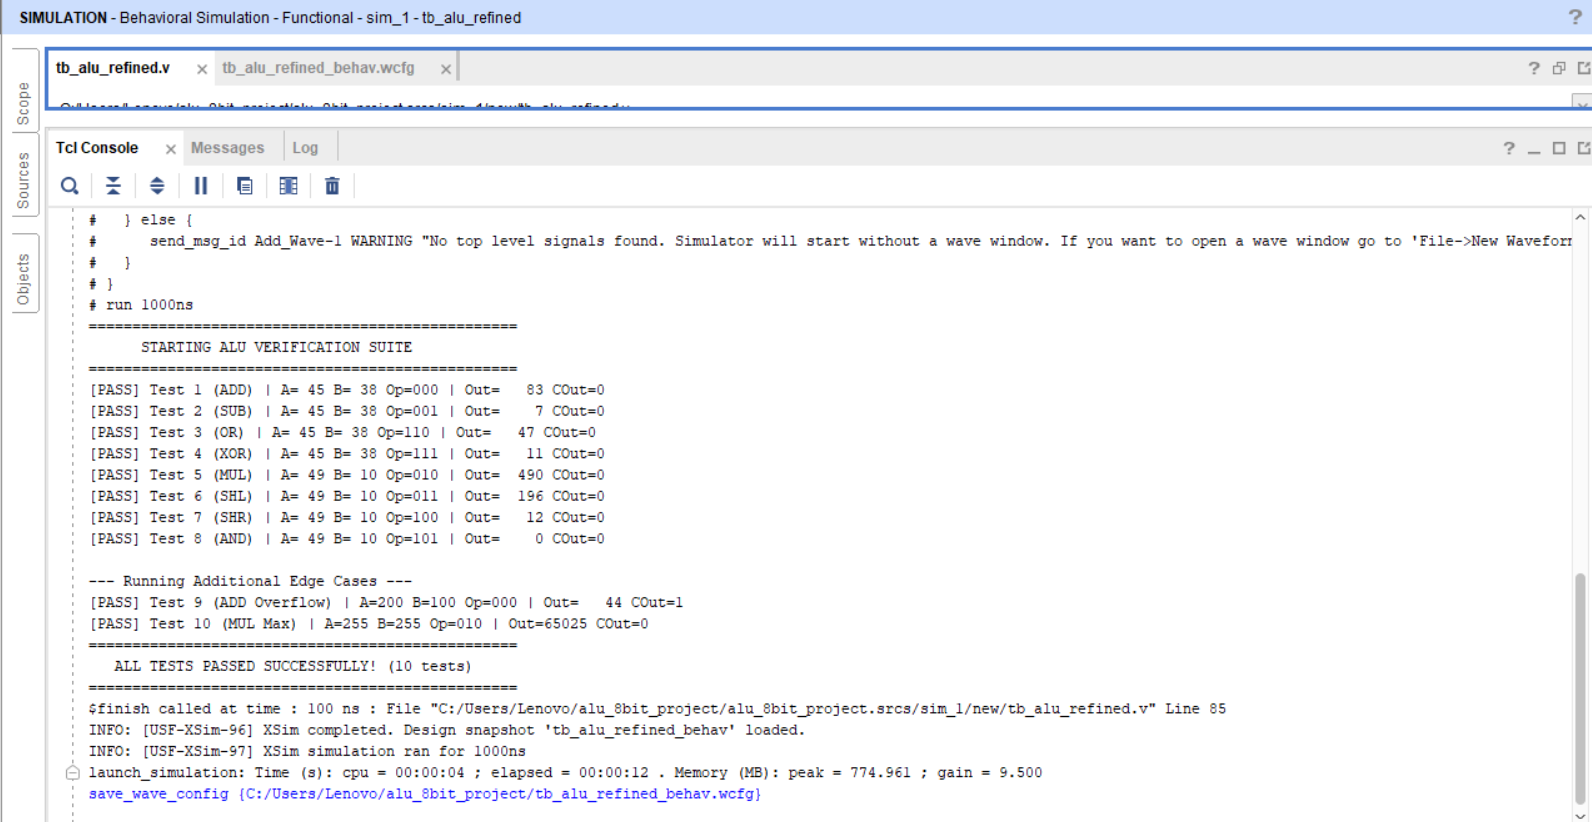 SIMULATION - Behavioral Simulation - Functional - sim_1 - tb_alu_refined
?
tb_alu_refined.v
tb_alu_refined_behav.wcfg
?
C:/Users/Lenovo/alu_8bit_project/alu_8bit_project.srcs/sim_1/new/tb_alu_refined.v
Scope
Sources
Objects
Tcl Console
Messages
Log
?
#    } else {
#       send_msg_id Add_Wave-1 WARNING "No top level signals found. Simulator will start without a wave window. If you want to open a wave window go to 'File->New Waveform
#    }
# }
# run 1000ns
=================================================
STARTING ALU VERIFICATION SUITE
=================================================
[PASS] Test 1 (ADD) | A= 45 B= 38 Op=000 | Out=   83 COut=0
[PASS] Test 2 (SUB) | A= 45 B= 38 Op=001 | Out=    7 COut=0
[PASS] Test 3 (OR) | A= 45 B= 38 Op=110 | Out=   47 COut=0
[PASS] Test 4 (XOR) | A= 45 B= 38 Op=111 | Out=   11 COut=0
[PASS] Test 5 (MUL) | A= 49 B= 10 Op=010 | Out=  490 COut=0
[PASS] Test 6 (SHL) | A= 49 B= 10 Op=011 | Out=  196 COut=0
[PASS] Test 7 (SHR) | A= 49 B= 10 Op=100 | Out=   12 COut=0
[PASS] Test 8 (AND) | A= 49 B= 10 Op=101 | Out=    0 COut=0
--- Running Additional Edge Cases ---
[PASS] Test 9 (ADD Overflow) | A=200 B=100 Op=000 | Out=   44 COut=1
[PASS] Test 10 (MUL Max) | A=255 B=255 Op=010 | Out=65025 COut=0
=================================================
ALL TESTS PASSED SUCCESSFULLY! (10 tests)
=================================================
$finish called at time : 100 ns : File "C:/Users/Lenovo/alu_8bit_project/alu_8bit_project.srcs/sim_1/new/tb_alu_refined.v" Line 85
INFO: [USF-XSim-96] XSim completed. Design snapshot 'tb_alu_refined_behav' loaded.
INFO: [USF-XSim-97] XSim simulation ran for 1000ns
launch_simulation: Time (s): cpu = 00:00:04 ; elapsed = 00:00:12 . Memory (MB): peak = 774.961 ; gain = 9.500
save_wave_config {C:/Users/Lenovo/alu_8bit_project/tb_alu_refined_behav.wcfg}